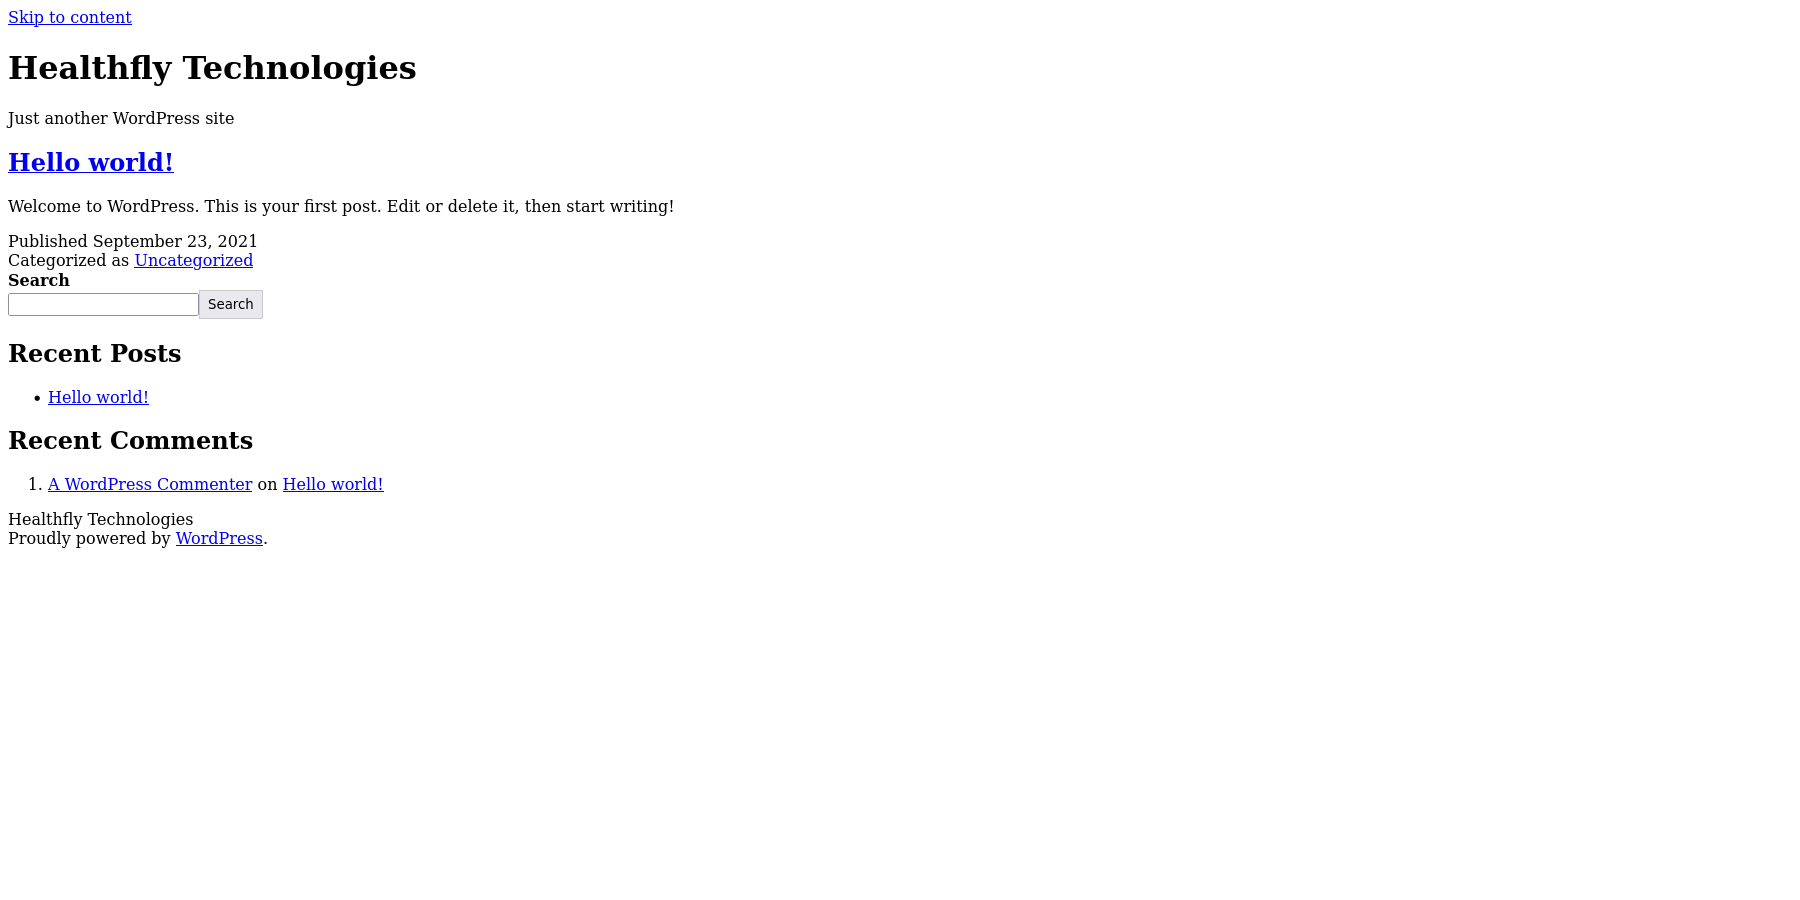 Skip to content
Healthfly Technologies
Just another WordPress site
Hello world!
Welcome to WordPress. This is your first post. Edit or delete it, then start writing!
Published September 23, 2021
Categorized as Uncategorized
Search
Search
Recent Posts
• Hello world!
Recent Comments
1. A WordPress Commenter on Hello world!
Healthfly Technologies
Proudly powered by WordPress.